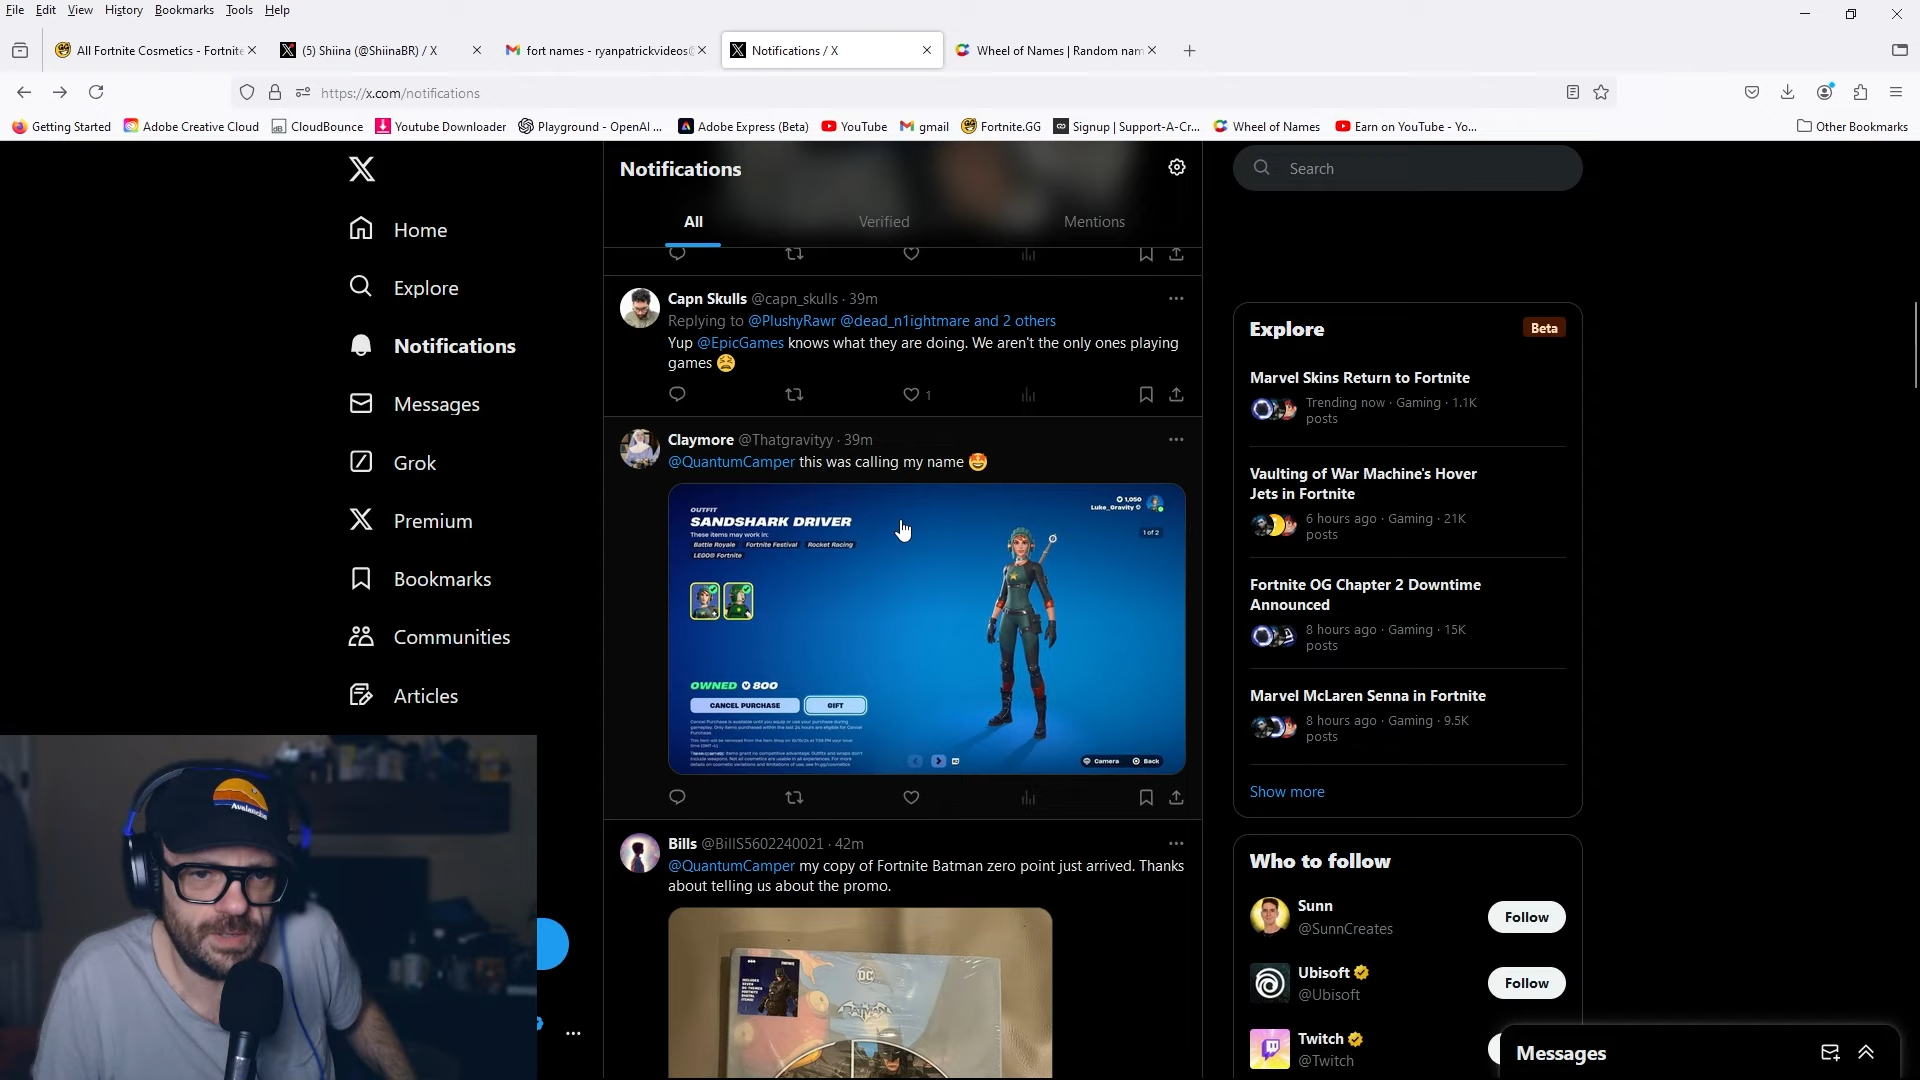 File Edit View History Bookmarks Tools Help
All Fortnite Cosmetics - Fortnite
(5) Shiina (@ShiinaBR) / X
fort names - ryanpatrickvideos@
Notifications / X
Wheel of Names | Random nam
https://x.com/notifications
Getting Started
Adobe Creative Cloud
CloudBounce
Youtube Downloader
Playground - OpenAI ...
Adobe Express (Beta)
YouTube
gmail
Fortnite.GG
Signup | Support-A-Cr...
Wheel of Names
Earn on YouTube - Yo...
Other Bookmarks
Home
Explore
Notifications
Messages
Grok
Premium
Bookmarks
Communities
Articles
Notifications
All
Verified
Mentions
Capn Skulls @capn_skulls · 39m
Replying to @PlushyRawr @dead_n1ightmare and 2 others
Yup @EpicGames knows what they are doing. We aren't the only ones playing
games
1
Claymore @Thatgravityy · 39m
@QuantumCamper this was calling my name
OUTFIT
SANDSHARK DRIVER
These items may work in:
Battle Royale Fortnite Festival Rocket Racing
LEGO® Fortnite
1,050
Luke_Gravity
1 of 2
OWNED 800
CANCEL PURCHASE GIFT
Camera Back
Bills @BillS5602240021 · 42m
@QuantumCamper my copy of Fortnite Batman zero point just arrived. Thanks
about telling us about the promo.
FORTNITE
DC
BATMAN
Search
Explore
Beta
Marvel Skins Return to Fortnite
Trending now · Gaming · 1.1K
posts
Vaulting of War Machine's Hover
Jets in Fortnite
6 hours ago · Gaming · 21K
posts
Fortnite OG Chapter 2 Downtime
Announced
8 hours ago · Gaming · 15K
posts
Marvel McLaren Senna in Fortnite
8 hours ago · Gaming · 9.5K
posts
Show more
Who to follow
Sunn
@SunnCreates
Follow
Ubisoft
@Ubisoft
Follow
Twitch
@Twitch
Messages
Avalanche